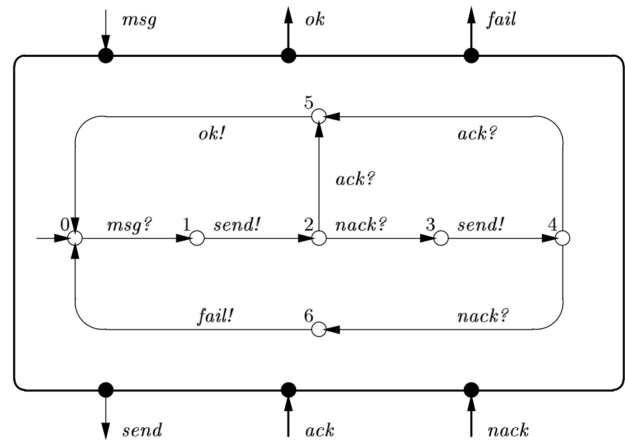 msg ok fail
5
ok! ack?
ack?
0 msg? 1 send! 2 nack? 3 send! 4
fail! 6 nack?
send ack nack